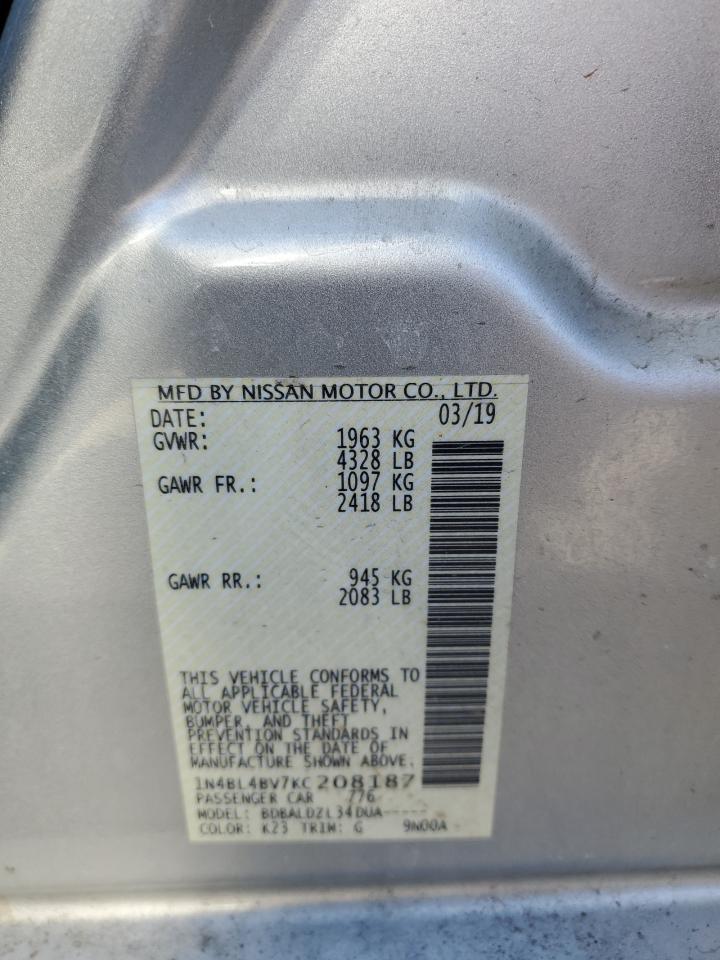 MFD BY NISSAN MOTOR CO., LTD.
DATE: 03/19
GVWR: 1963 KG
4328 LB
GAWR FR.: 1097 KG
2418 LB
GAWR RR.: 945 KG
2083 LB
THIS VEHICLE CONFORMS TO
ALL APPLICABLE FEDERAL
MOTOR VEHICLE SAFETY,
BUMPER, AND THEFT
PREVENTION STANDARDS IN
EFFECT ON THE DATE OF
MANUFACTURE SHOWN ABOVE.
1N4BL4BV7KC208187
PASSENGER CAR 776
MODEL: BDBALDZL34DUA-----
COLOR: K23 TRIM: G 9N00A